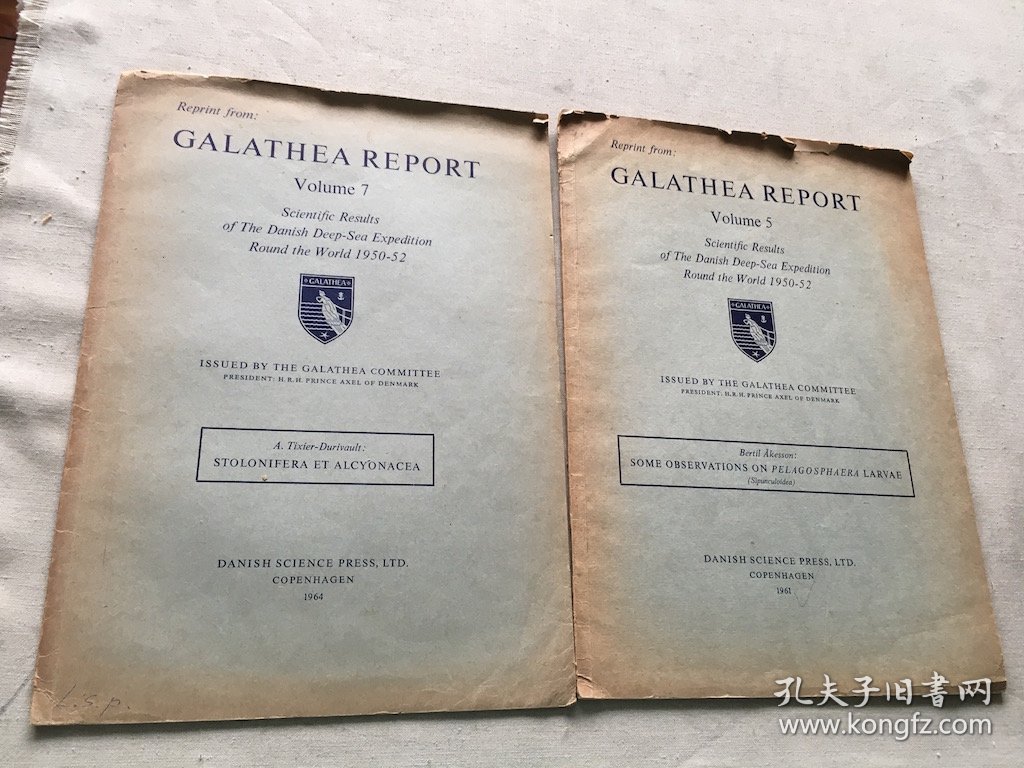 Reprint from:
GALATHEA REPORT
Volume 7
Scientific Results
of The Danish Deep-Sea Expedition
Round the World 1950-52
GALATHEA
ISSUED BY THE GALATHEA COMMITTEE
PRESIDENT: H.R.H. PRINCE AXEL OF DENMARK
A. Tixier-Durivault:
STOLONIFERA ET ALCYONACEA
DANISH SCIENCE PRESS, LTD.
COPENHAGEN
1964
L.S.P.
Reprint from:
GALATHEA REPORT
Volume 5
Scientific Results
of The Danish Deep-Sea Expedition
Round the World 1950-52
GALATHEA
ISSUED BY THE GALATHEA COMMITTEE
PRESIDENT: H.R.H. PRINCE AXEL OF DENMARK
Bertil Åkesson:
SOME OBSERVATIONS ON PELAGOSPHAERA LARVAE
(Sipunculoidea)
DANISH SCIENCE PRESS, LTD.
COPENHAGEN
1961
孔夫子旧書网
www.kongfz.com